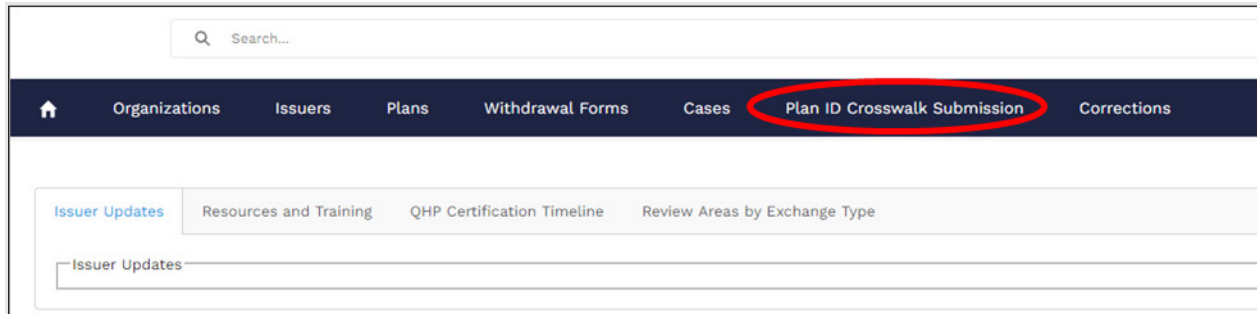 Search...
Organizations Issuers Plans Withdrawal Forms Cases Plan ID Crosswalk Submission Corrections
Issuer Updates Resources and Training QHP Certification Timeline Review Areas by Exchange Type
Issuer Updates